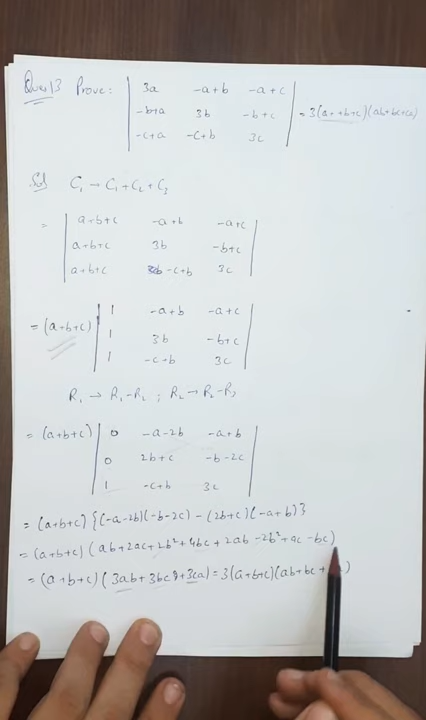 Ques 13 Prove: | 3a -a+b -a+c |
| -b+a 3b -b+c | = 3(a++b+c)(ab+bc+ca)
| -c+a -c+b 3c |
Sol C₁ → C₁+C₂+C₃
= | a+b+c -a+b -a+c |
| a+b+c 3b -b+c |
| a+b+c -c+b 3c |
= (a+b+c) | 1 -a+b -a+c |
| 1 3b -b+c |
| 1 -c+b 3c |
R₁ → R₁-R₂ ; R₂ → R₂-R₃
= (a+b+c) | 0 -a-2b -a+b |
| 0 2b+c -b-2c |
| 1 -c+b 3c |
= (a+b+c) {(-a-2b)(-b-2c) - (2b+c)(-a+b)}
= (a+b+c) (ab+2ac+2b²+4bc+2ab-2b²+ac-bc)
= (a+b+c) (3ab+3bc+3ca) = 3(a+b+c)(ab+bc+